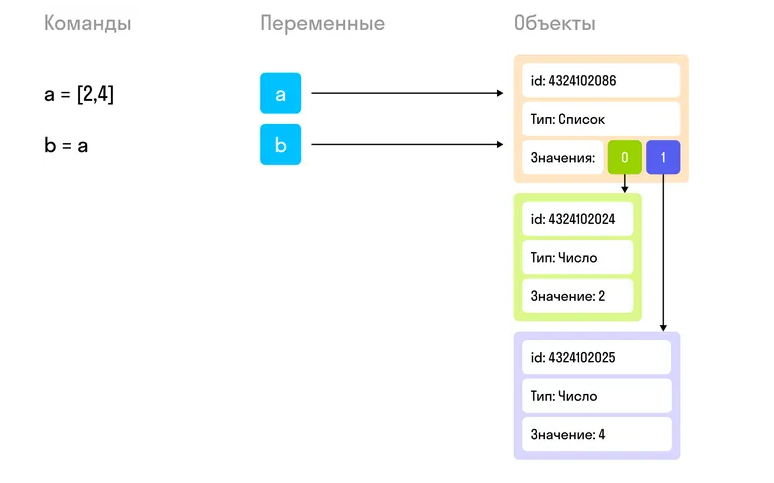 Команды Переменные Объекты
a = [2,4]
b = a
a
b
id: 4324102086
Тип: Список
Значения: 0 1
id: 4324102024
Тип: Число
Значение: 2
id: 4324102025
Тип: Число
Значение: 4